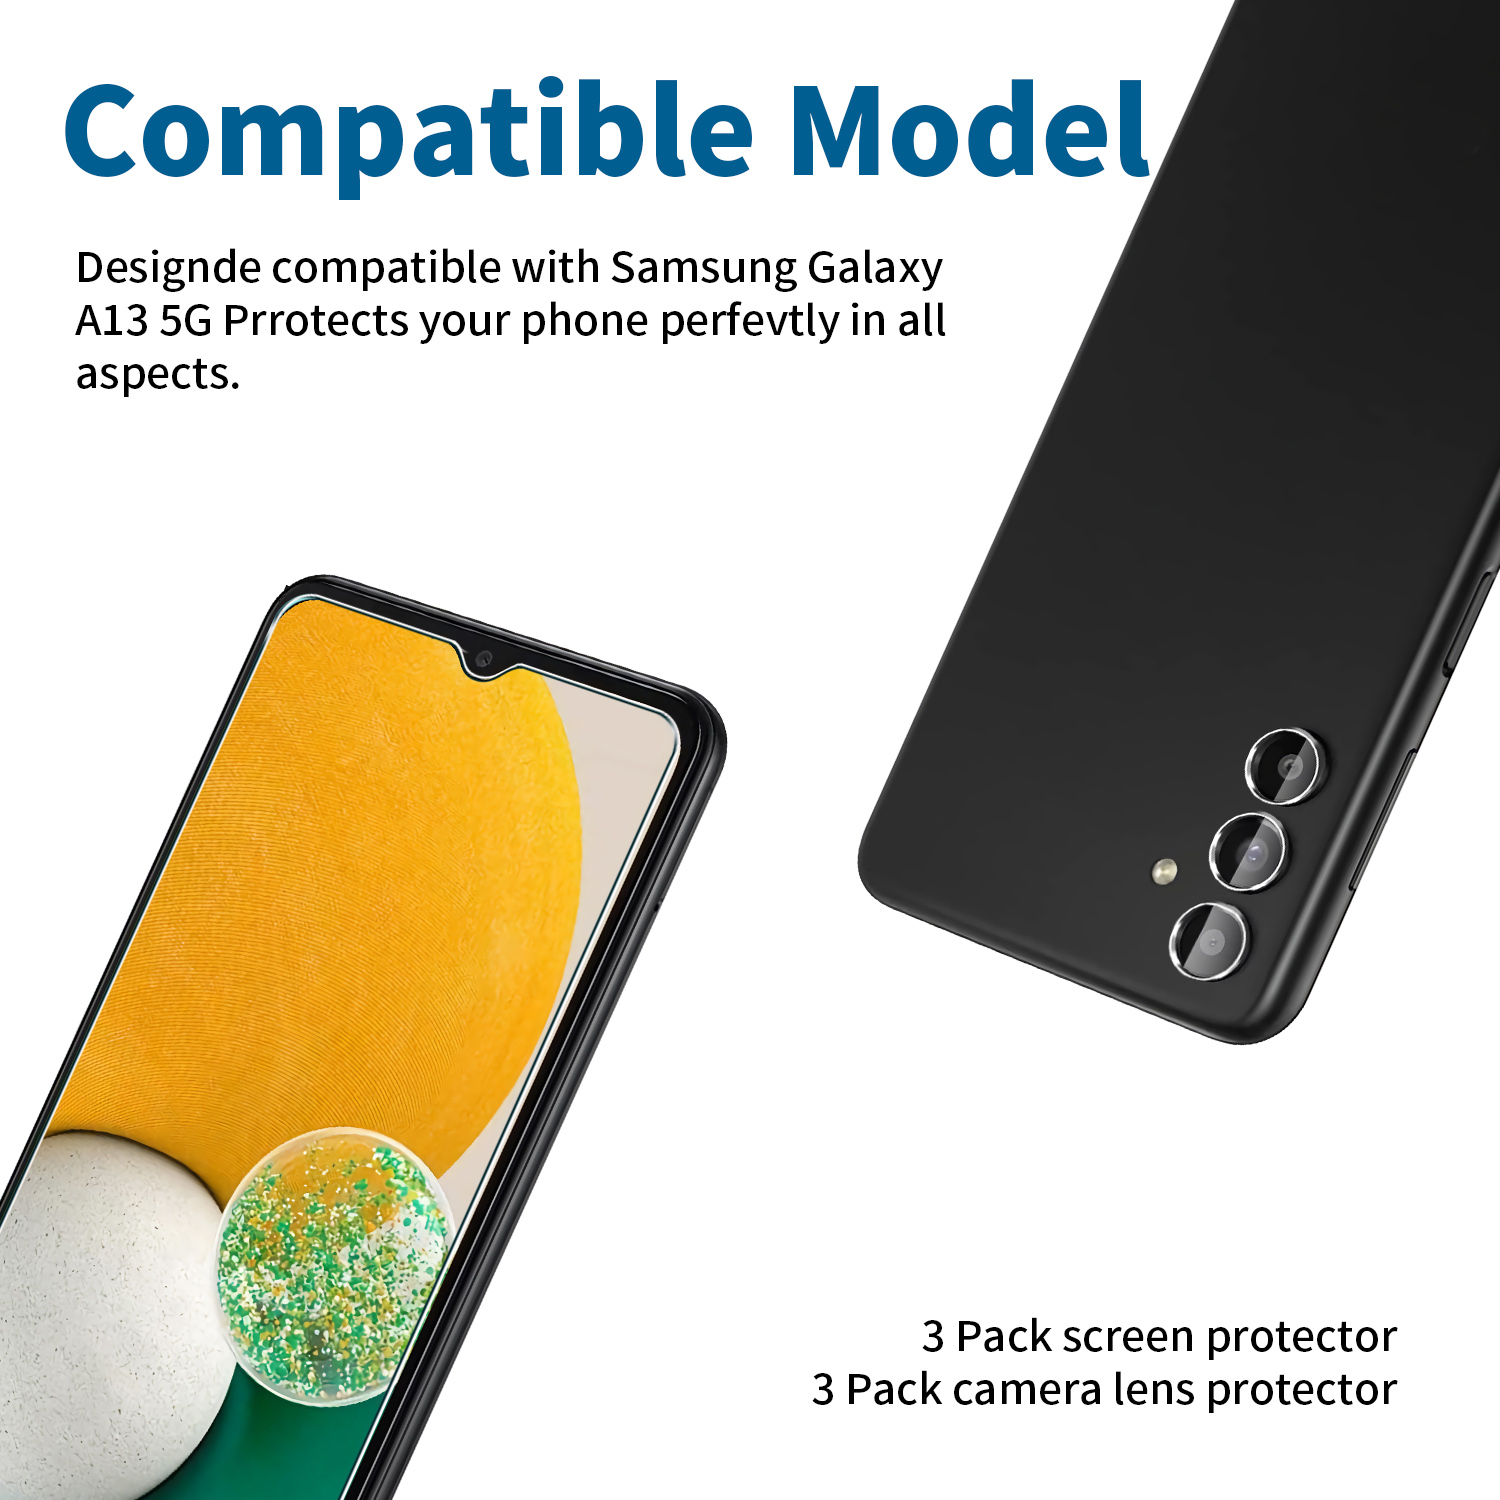 Compatible Model
Designde compatible with Samsung Galaxy
A13 5G Prrotects your phone perfevtly in all
aspects.
3 Pack screen protector
3 Pack camera lens protector